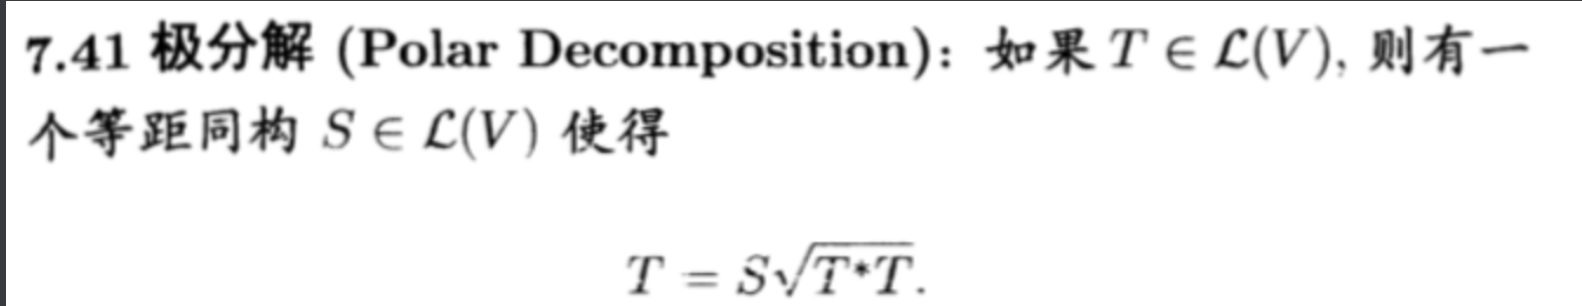 7.41 极分解 (Polar Decomposition)：如果 T ∈ ℒ(V), 则有一
个等距同构 S ∈ ℒ(V) 使得
T = S√(T*T).